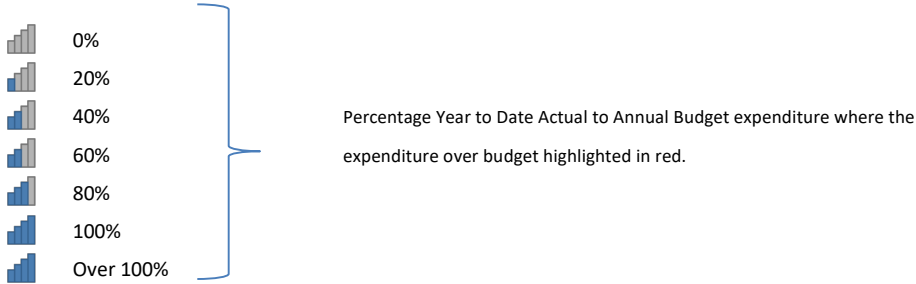 0%
20%
40%
60%
80%
100%
Over 100%
Percentage Year to Date Actual to Annual Budget expenditure where the
expenditure over budget highlighted in red.